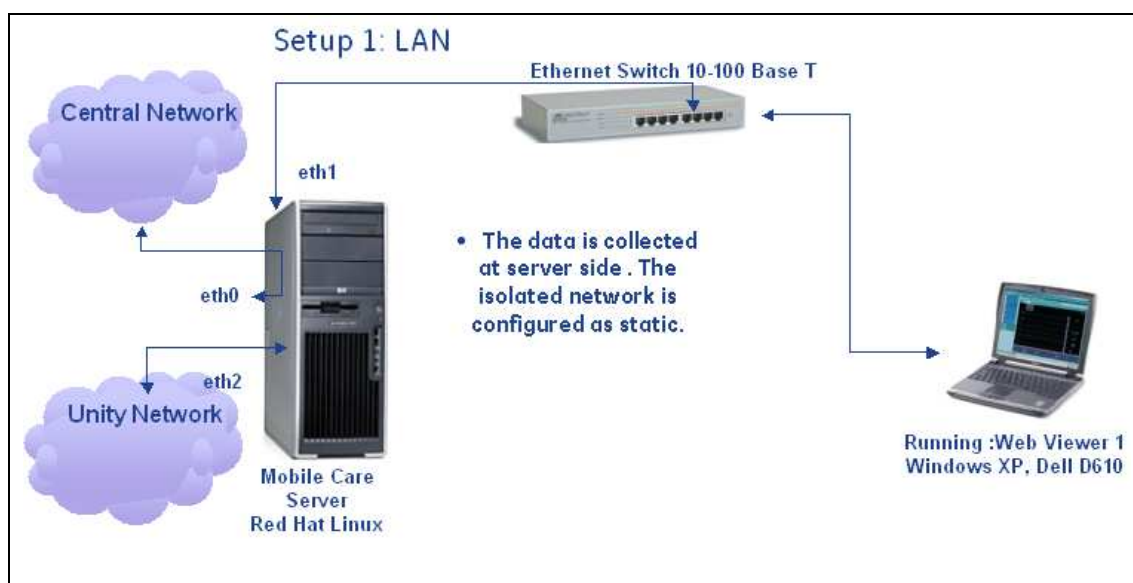 Setup 1: LAN
Ethernet Switch 10-100 Base T
Central Network
eth1
• The data is collected
at server side . The
isolated network is
configured as static.
eth0
eth2
Unity Network
Mobile Care
Server
Red Hat Linux
Running :Web Viewer 1
Windows XP, Dell D610